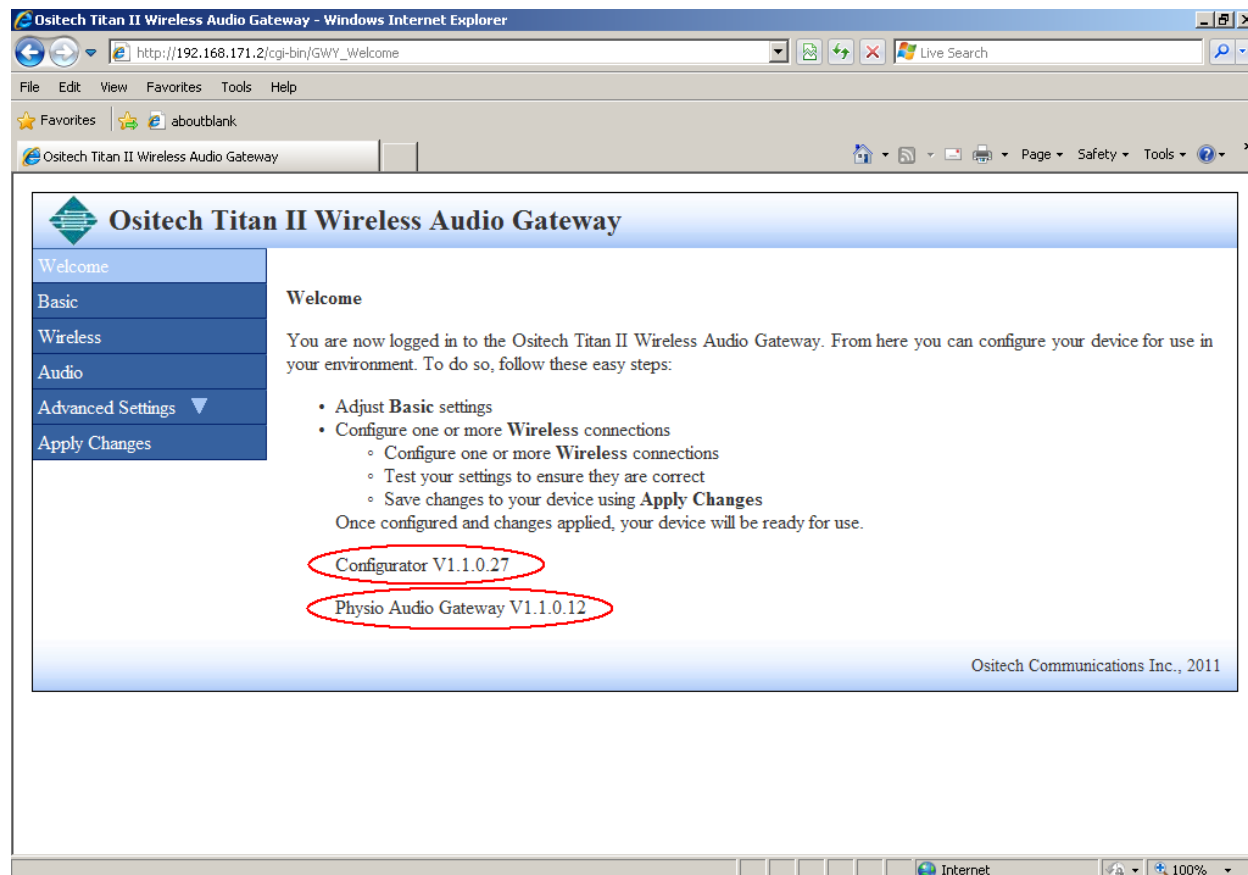 Ositech Titan II Wireless Audio Gateway - Windows Internet Explorer
http://192.168.171.2/cgi-bin/GWY_Welcome
Live Search
File Edit View Favorites Tools Help
Favorites aboutblank
Ositech Titan II Wireless Audio Gateway
Page Safety Tools
Ositech Titan II Wireless Audio Gateway
Welcome
Basic
Wireless
Audio
Advanced Settings
Apply Changes
Welcome
You are now logged in to the Ositech Titan II Wireless Audio Gateway. From here you can configure your device for use in
your environment. To do so, follow these easy steps:
• Adjust Basic settings
• Configure one or more Wireless connections
◦ Configure one or more Wireless connections
◦ Test your settings to ensure they are correct
◦ Save changes to your device using Apply Changes
Once configured and changes applied, your device will be ready for use.
Configurator V1.1.0.27
Physio Audio Gateway V1.1.0.12
Ositech Communications Inc., 2011
Internet 100%